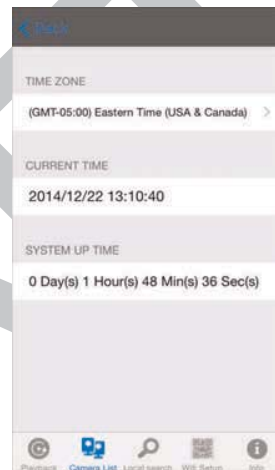 Back
TIME ZONE
(GMT-05:00) Eastern Time (USA & Canada)
CURRENT TIME
2014/12/22 13:10:40
SYSTEM UP TIME
0 Day(s) 1 Hour(s) 48 Min(s) 36 Sec(s)
Playback Camera List Local search Wifi Setup Info